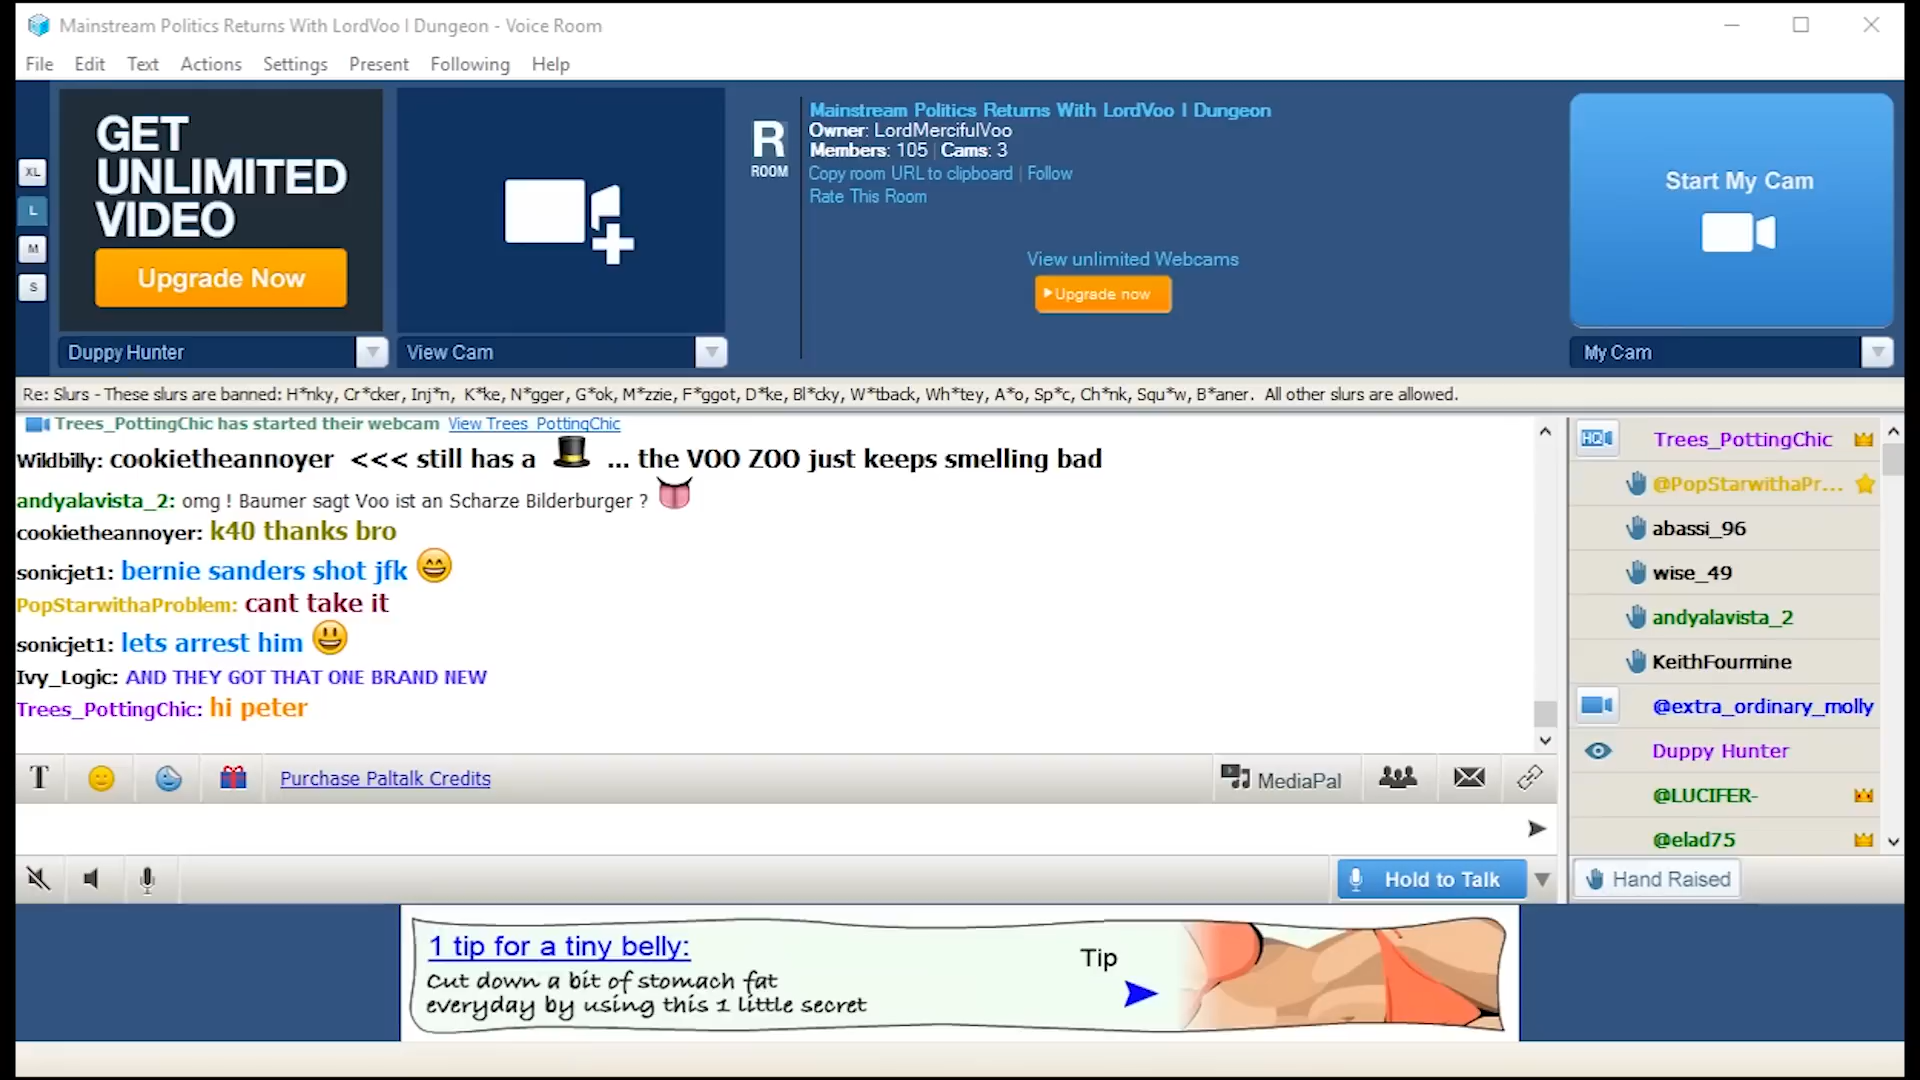 Mainstream Politics Returns With LordVoo I Dungeon - Voice Room
File Edit Text Actions Settings Present Following Help
GET
UNLIMITED
VIDEO
Upgrade Now
XL
L
M
S
Duppy Hunter
View Cam
R
ROOM
Mainstream Politics Returns With LordVoo I Dungeon
Owner: LordMercifulVoo
Members: 105 | Cams: 3
Copy room URL to clipboard | Follow
Rate This Room
View unlimited Webcams
Upgrade now
Start My Cam
My Cam
Re: Slurs - These slurs are banned: H*nky, Cr*cker, Inj*n, K*ke, N*gger, G*ok, M*zzie, F*ggot, D*ke, Bl*cky, W*tback, Wh*tey, A*o, Sp*c, Ch*nk, Squ*w, B*aner. All other slurs are allowed.
Trees_PottingChic has started their webcam View Trees_PottingChic
Wildbilly: cookietheannoyer <<< still has a ... the VOO ZOO just keeps smelling bad
andyalavista_2: omg ! Baumer sagt Voo ist an Scharze Bilderburger ?
cookietheannoyer: k40 thanks bro
sonicjet1: bernie sanders shot jfk
PopStarwithaProblem: cant take it
sonicjet1: lets arrest him
Ivy_Logic: AND THEY GOT THAT ONE BRAND NEW
Trees_PottingChic: hi peter
HQ
Trees_PottingChic
@PopStarwithaPr...
abassi_96
wise_49
andyalavista_2
KeithFourmine
@extra_ordinary_molly
Duppy Hunter
@LUCIFER-
@elad75
T
Purchase Paltalk Credits
MediaPal
Hold to Talk
Hand Raised
1 tip for a tiny belly:
Cut down a bit of stomach fat
everyday by using this 1 little secret
Tip